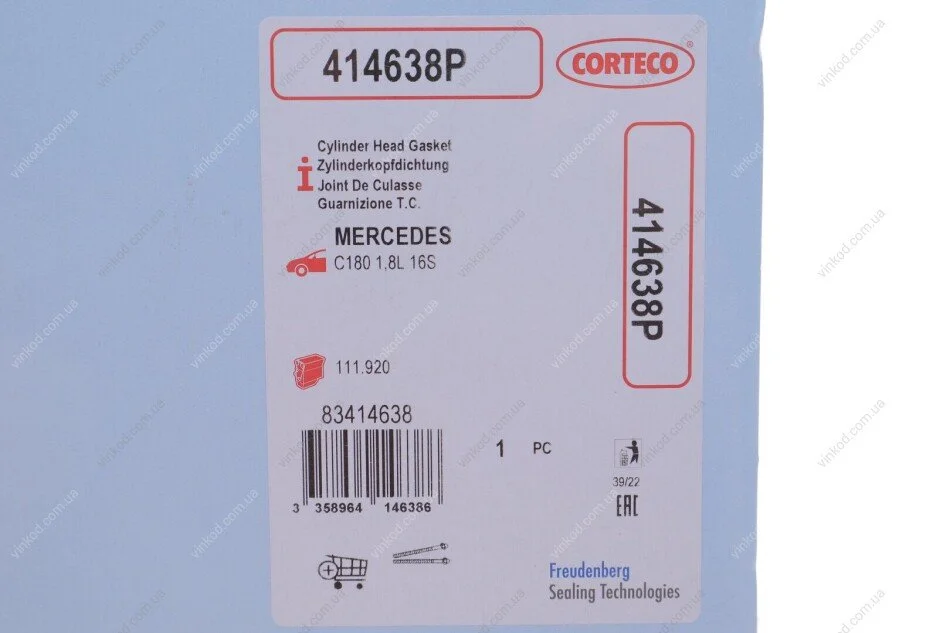 414638P
CORTECO®
Cylinder Head Gasket
Zylinderkopfdichtung
Joint De Culasse
Guarnizione T.C.
MERCEDES
C180 1,8L 16S
414638P
111.920
83414638
3 358964 146386
1 PC
39/22
EAC
Freudenberg
Sealing Technologies
vinkod.com.ua